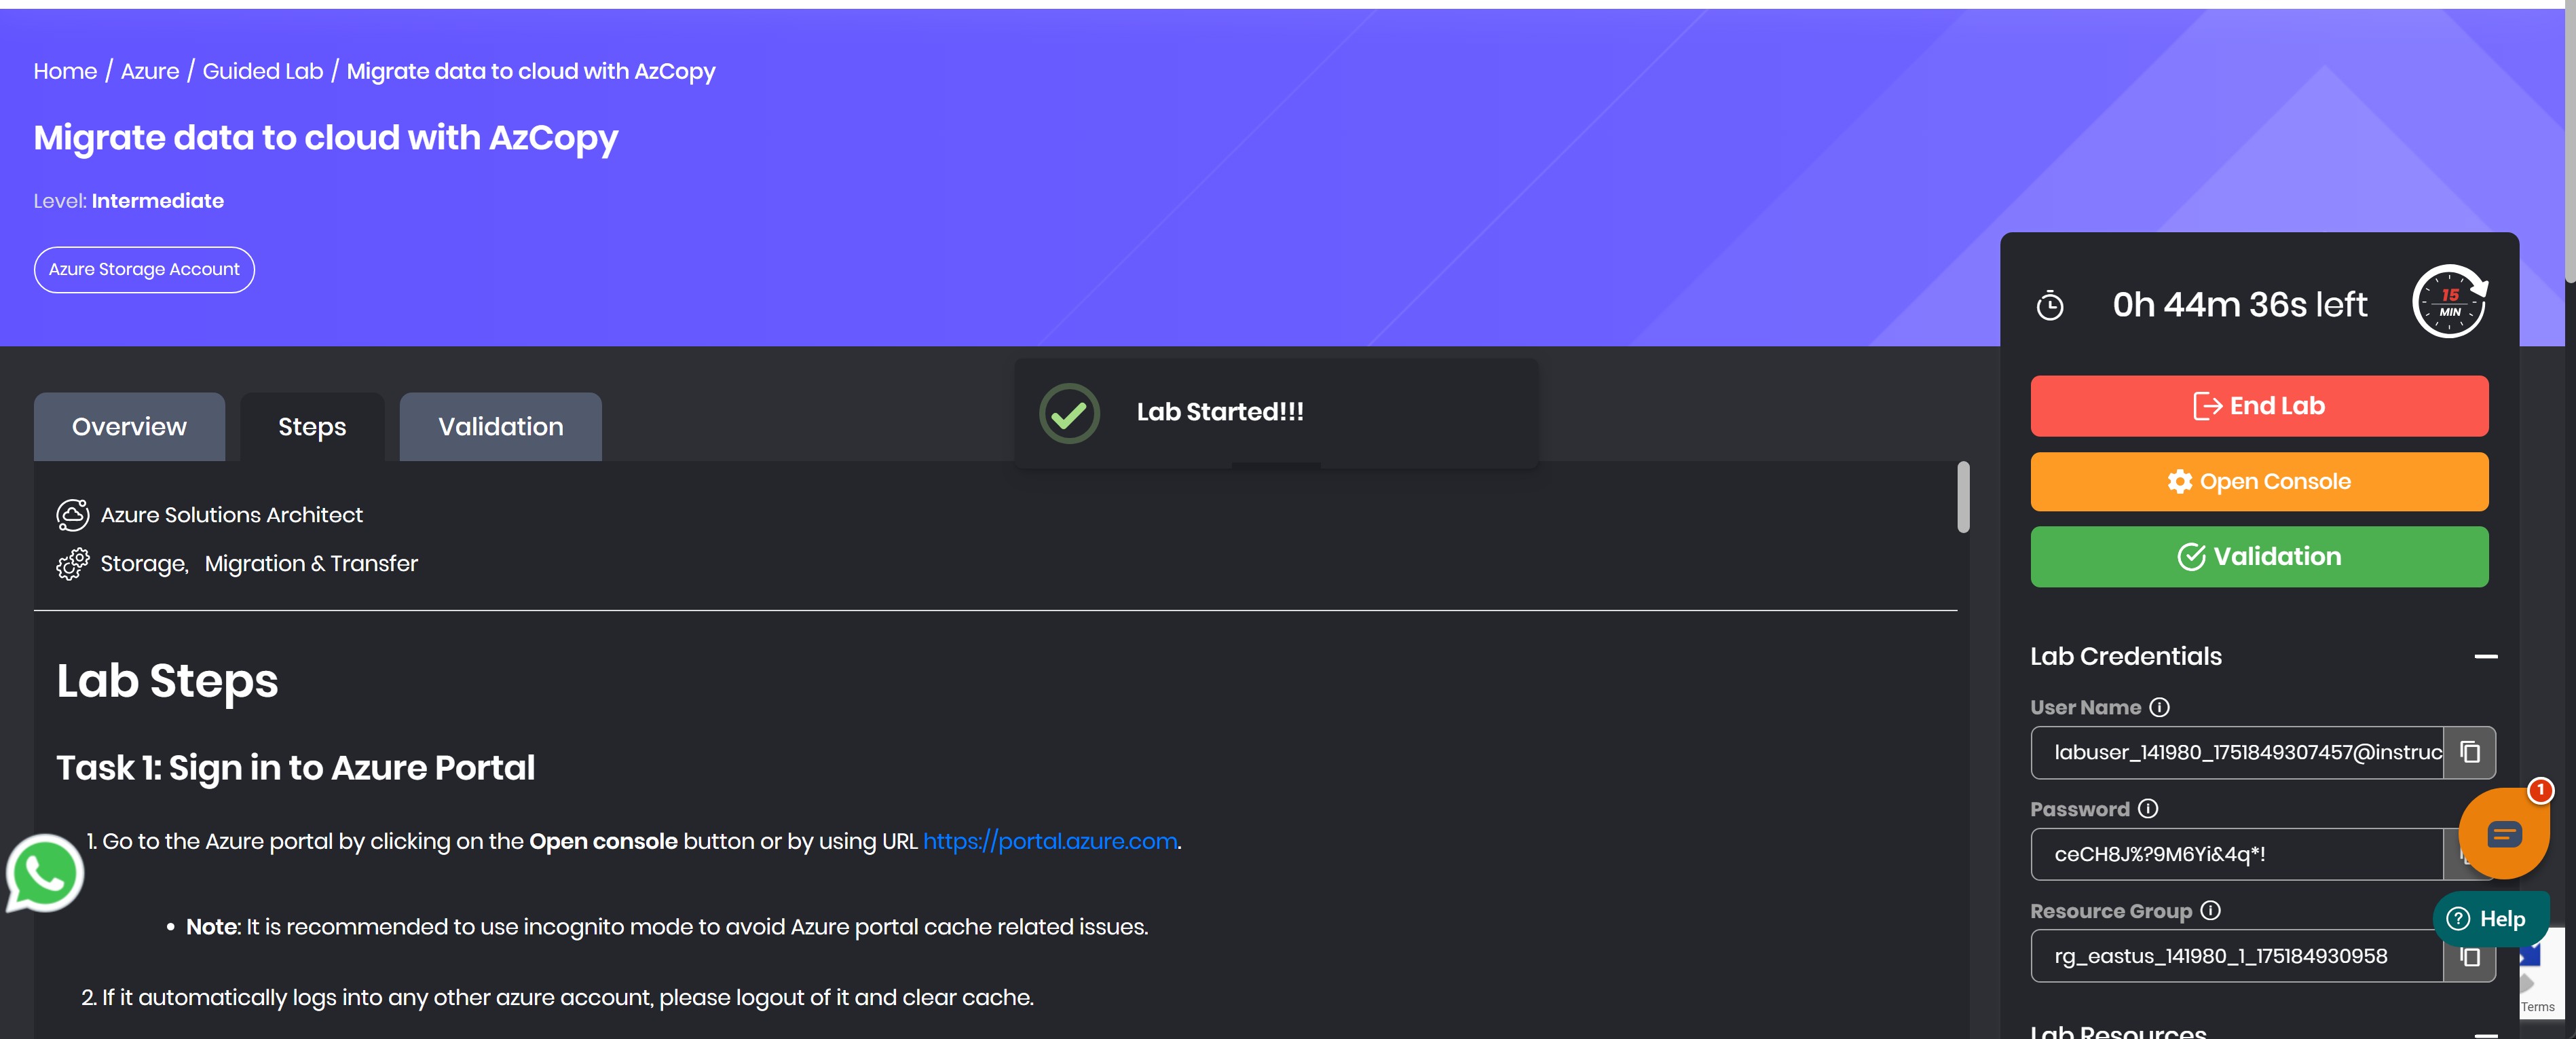 Home / Azure / Guided Lab / Migrate data to cloud with AzCopy
Migrate data to cloud with AzCopy
Level: Intermediate
Azure Storage Account
0h 44m 36s left
15
MIN
End Lab
Open Console
Validation
Lab Started!!!
Overview
Steps
Validation
Azure Solutions Architect
Storage, Migration & Transfer
Lab Steps
Task 1: Sign in to Azure Portal
1. Go to the Azure portal by clicking on the Open console button or by using URL https://portal.azure.com.
• Note: It is recommended to use incognito mode to avoid Azure portal cache related issues.
2. If it automatically logs into any other azure account, please logout of it and clear cache.
Lab Credentials
User Name
labuser_141980_1751849307457@instruc
Password
ceCH8J%?9M6Yi&4q*!
Resource Group
rg_eastus_141980_1_175184930958
Lab Resources
1
Help
Terms